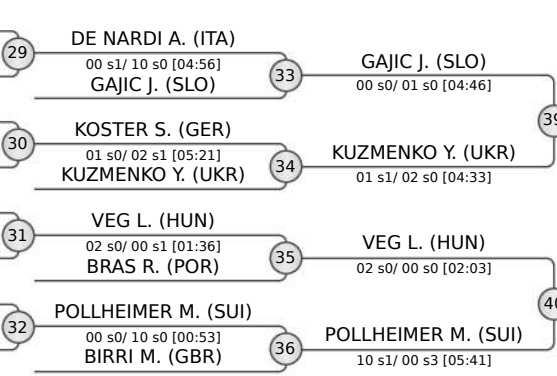 29
DE NARDI A. (ITA)
00 s1/ 10 s0 [04:56]
GAJIC J. (SLO)
33
GAJIC J. (SLO)
00 s0/ 01 s0 [04:46]
39
30
KOSTER S. (GER)
01 s0/ 02 s1 [05:21]
KUZMENKO Y. (UKR)
34
KUZMENKO Y. (UKR)
01 s1/ 02 s0 [04:33]
31
VEG L. (HUN)
02 s0/ 00 s1 [01:36]
BRAS R. (POR)
35
VEG L. (HUN)
02 s0/ 00 s0 [02:03]
40
32
POLLHEIMER M. (SUI)
00 s0/ 10 s0 [00:53]
BIRRI M. (GBR)
36
POLLHEIMER M. (SUI)
10 s1/ 00 s3 [05:41]